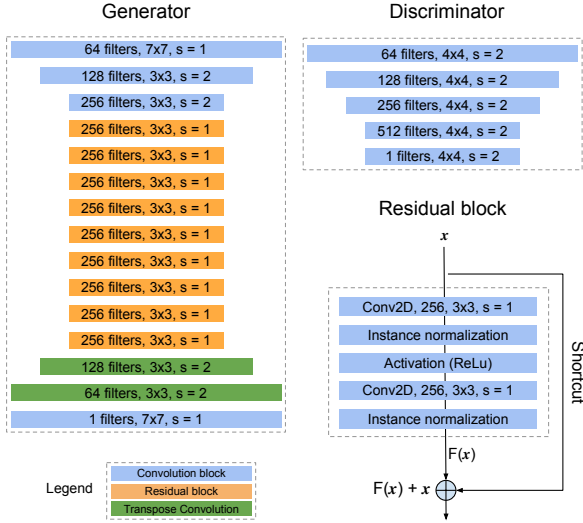 Generator
64 filters, 7x7, s = 1
128 filters, 3x3, s = 2
256 filters, 3x3, s = 2
256 filters, 3x3, s = 1
256 filters, 3x3, s = 1
256 filters, 3x3, s = 1
256 filters, 3x3, s = 1
256 filters, 3x3, s = 1
256 filters, 3x3, s = 1
256 filters, 3x3, s = 1
256 filters, 3x3, s = 1
256 filters, 3x3, s = 1
128 filters, 3x3, s = 2
64 filters, 3x3, s = 2
1 filters, 7x7, s = 1
Legend
Convolution block
Residual block
Transpose Convolution
Discriminator
64 filters, 4x4, s = 2
128 filters, 4x4, s = 2
256 filters, 4x4, s = 2
512 filters, 4x4, s = 2
1 filters, 4x4, s = 2
Residual block
x
Conv2D, 256, 3x3, s = 1
Instance normalization
Activation (ReLu)
Conv2D, 256, 3x3, s = 1
Instance normalization
Shortcut
F(x)
F(x) + x